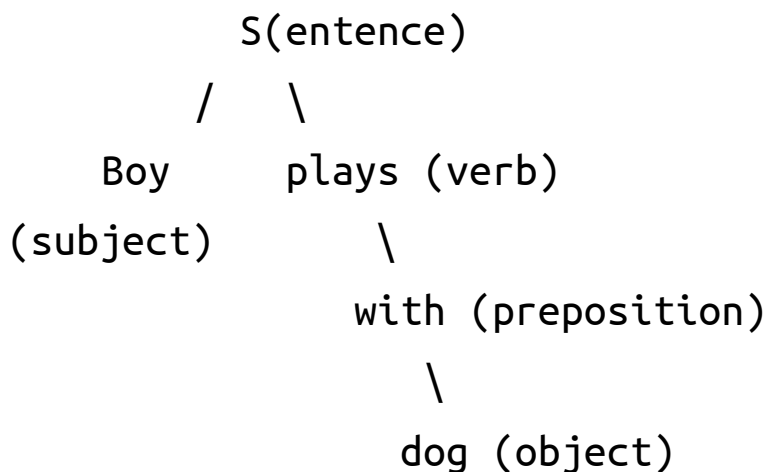 S(entence)
/ \
Boy plays (verb)
(subject) \
with (preposition)
\
dog (object)